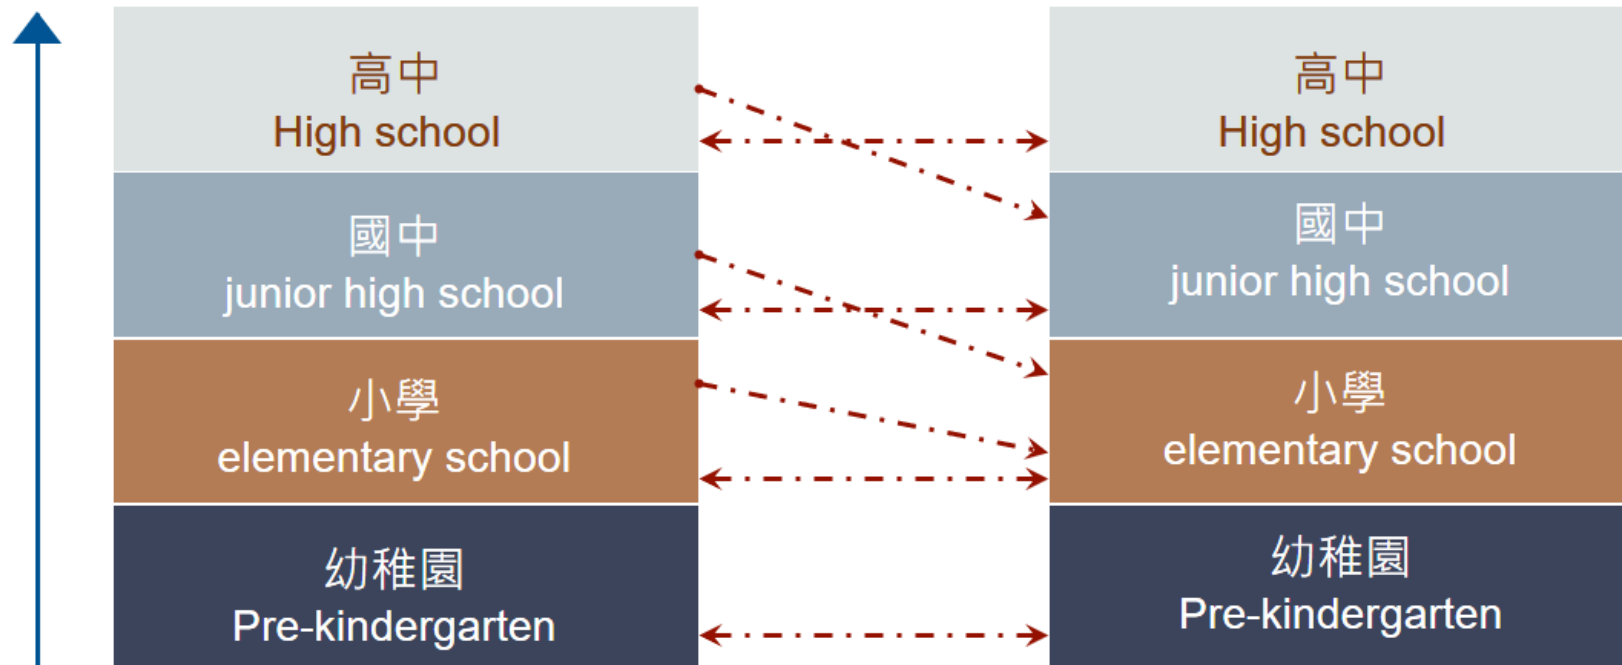 高中
High school
國中
junior high school
小學
elementary school
幼稚園
Pre-kindergarten
高中
High school
國中
junior high school
小學
elementary school
幼稚園
Pre-kindergarten